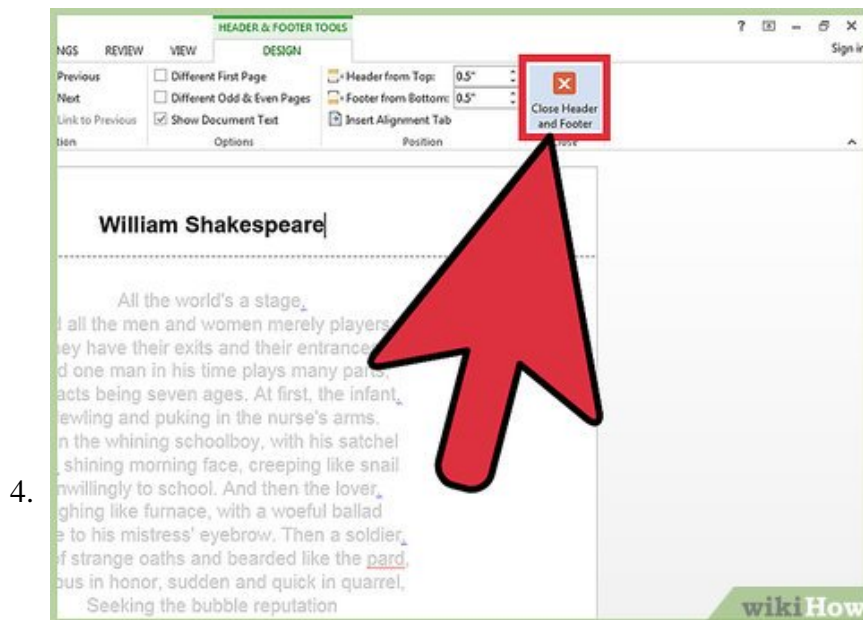 HEADER & FOOTER TOOLS
NGS REVIEW VIEW DESIGN Sign in
Previous Different First Page Header from Top: 0.5"
Next Different Odd & Even Pages Footer from Bottom: 0.5"
Link to Previous Show Document Text Insert Alignment Tab
Close Header
and Footer
tion Options Position Close
William Shakespeare
All the world's a stage,
all the men and women merely players
ey have their exits and their entrance
d one man in his time plays many parts,
acts being seven ages. At first, the infant,
ewling and puking in the nurse's arms.
n the whining schoolboy, with his satchel
shining morning face, creeping like snail
4.
nwillingly to school. And then the lover,
ghing like furnace, with a woeful ballad
e to his mistress' eyebrow. Then a soldier,
of strange oaths and bearded like the pard,
ous in honor, sudden and quick in quarrel,
Seeking the bubble reputation
wikiHow